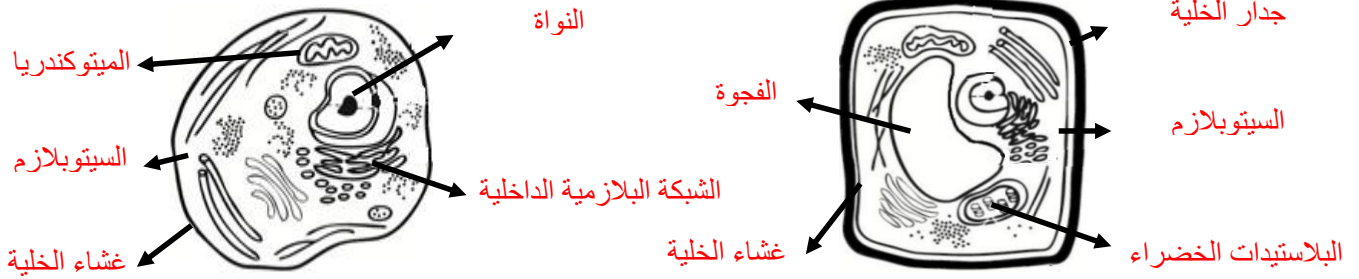 جدار الخلية
النواة
الميتوكندريا
الفجوة
السيتوبلازم
السيتوبلازم
الشبكة البلازمية الداخلية
البلاستيدات الخضراء
غشاء الخلية
غشاء الخلية